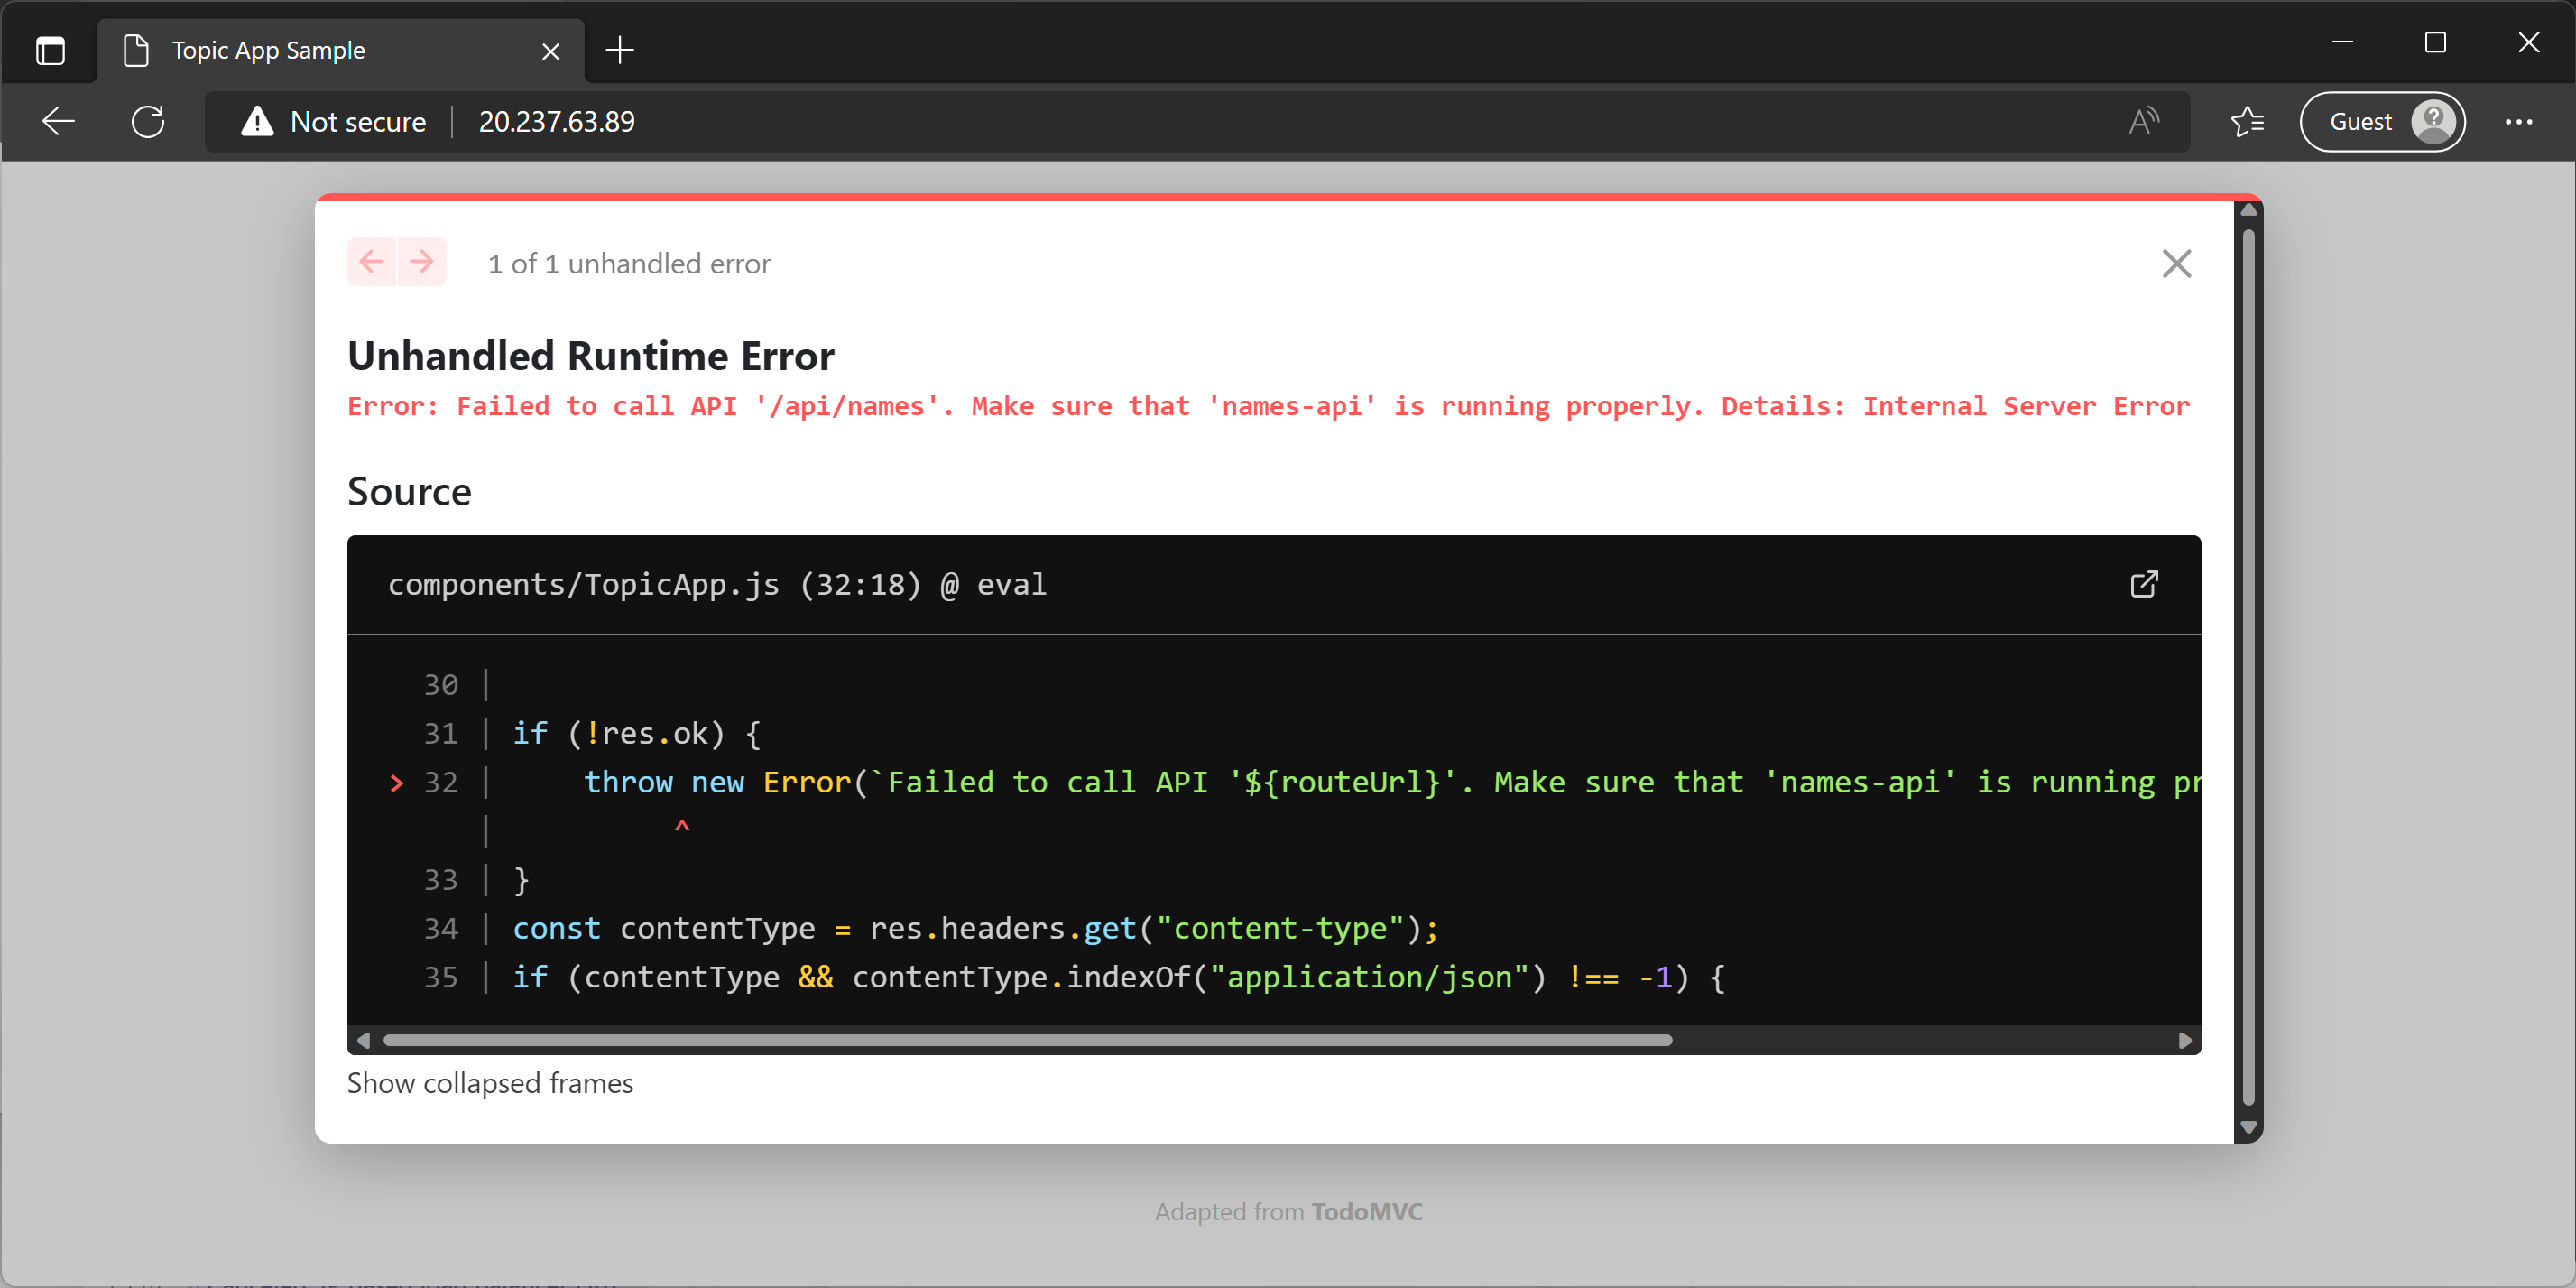 Topic App Sample
Not secure
20.237.63.89
A
Guest
1 of 1 unhandled error
Unhandled Runtime Error
Error: Failed to call API '/api/names'. Make sure that 'names-api' is running properly. Details: Internal Server Error
Source
components/TopicApp.js (32:18) @ eval
30 |
31 | if (!res.ok) {
> 32 | throw new Error(`Failed to call API '${routeUrl}'. Make sure that 'names-api' is running pr
| ^
33 | }
34 | const contentType = res.headers.get("content-type");
35 | if (contentType && contentType.indexOf("application/json") !== -1) {
Show collapsed frames
Adapted from TodoMVC